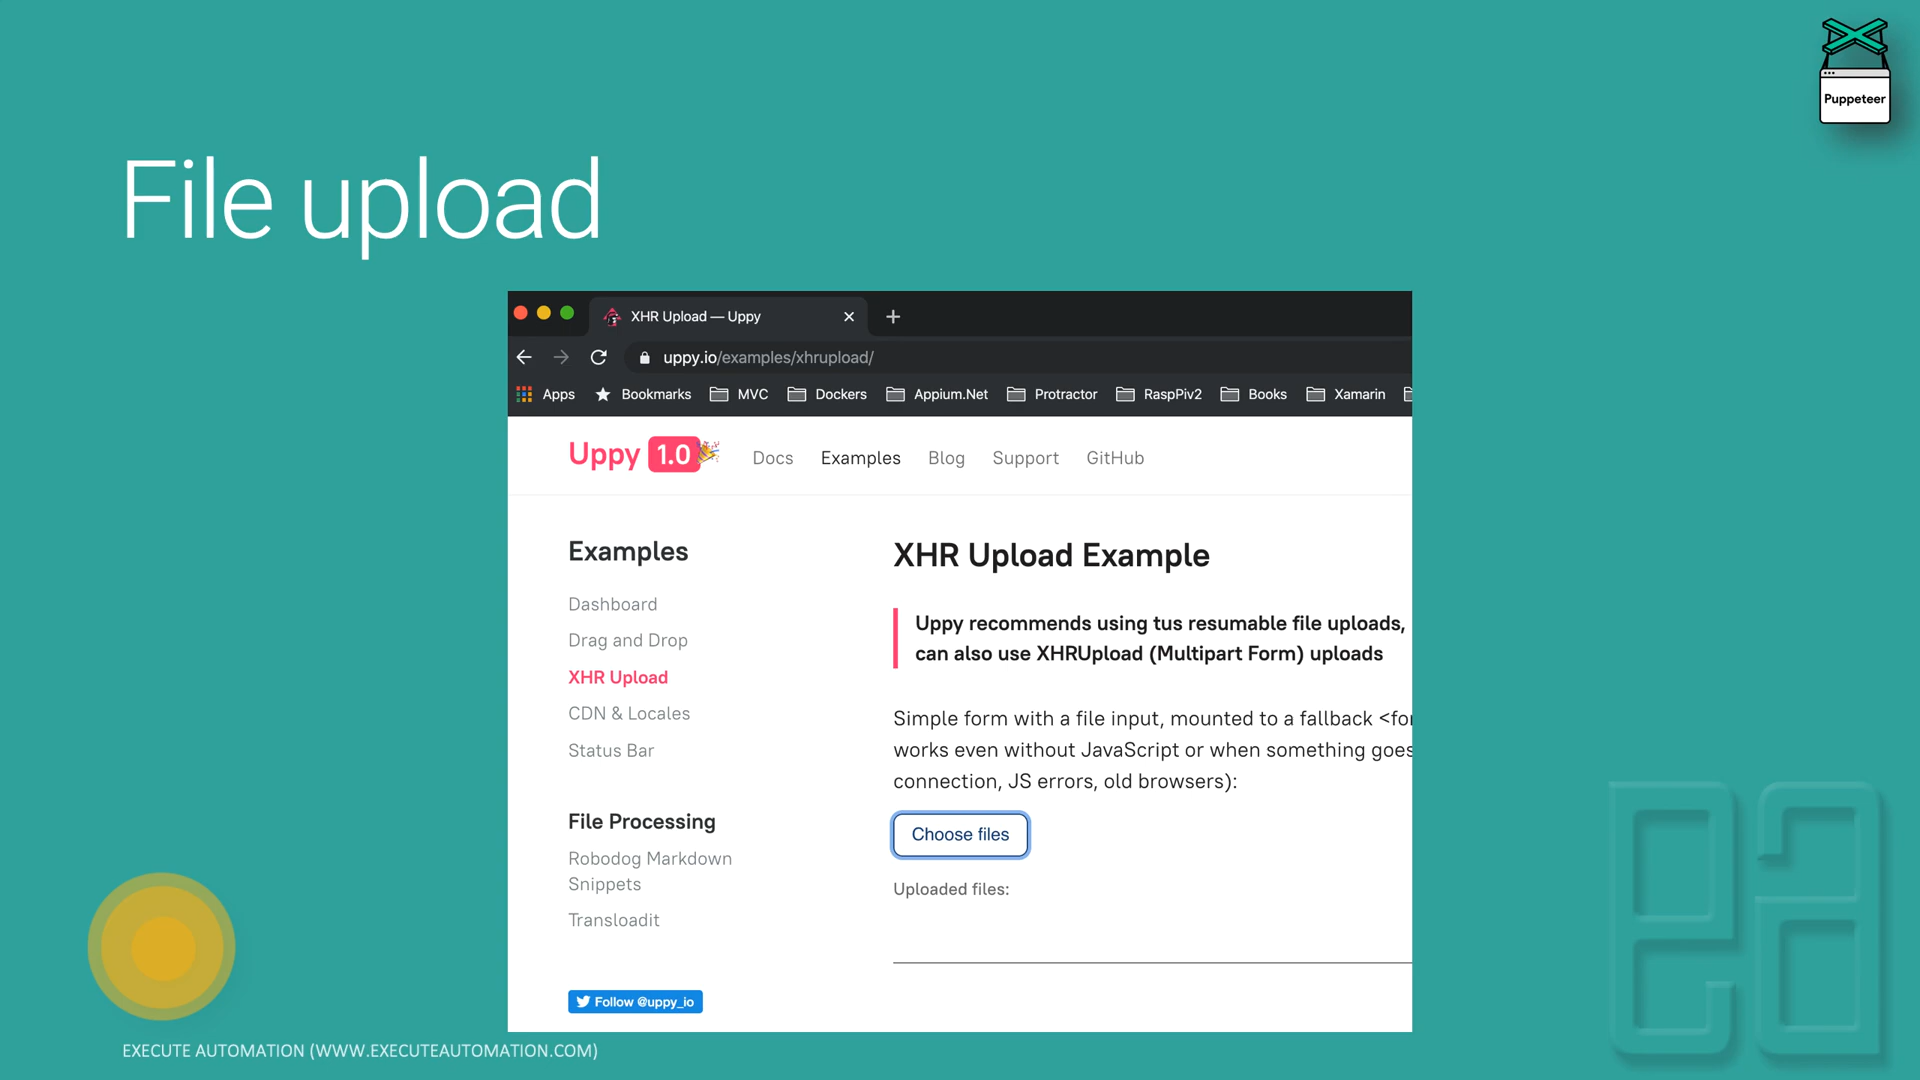 Puppeteer
File upload
XHR Upload — Uppy
uppy.io/examples/xhrupload/
Apps Bookmarks MVC Dockers Appium.Net Protractor RaspPiv2 Books Xamarin
Uppy 1.0 Docs Examples Blog Support GitHub
Examples
Dashboard
Drag and Drop
XHR Upload
CDN & Locales
Status Bar
File Processing
Robodog Markdown
Snippets
Transloadit
Follow @uppy_io
XHR Upload Example
Uppy recommends using tus resumable file uploads,
can also use XHRUpload (Multipart Form) uploads
Simple form with a file input, mounted to a fallback <for
works even without JavaScript or when something goes
connection, JS errors, old browsers):
Choose files
Uploaded files:
EXECUTE AUTOMATION (WWW.EXECUTEAUTOMATION.COM)